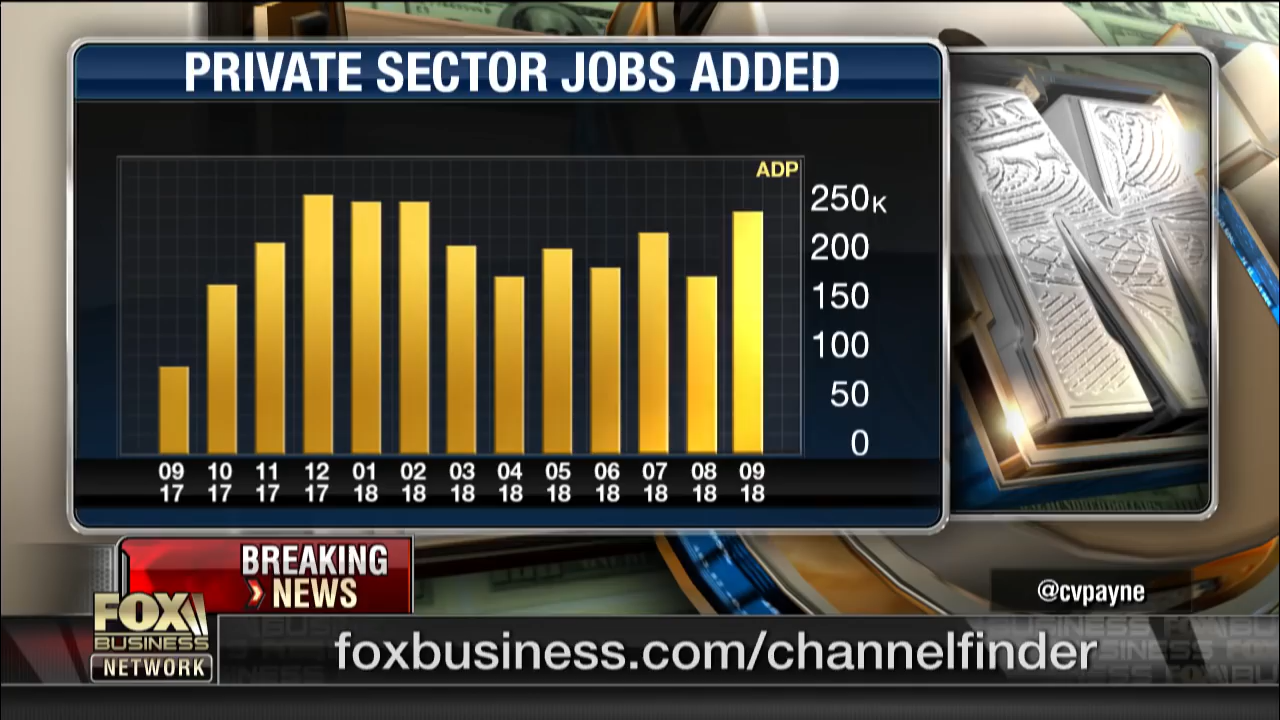 PRIVATE SECTOR JOBS ADDED
ADP
250K
200
150
100
50
0
09 10 11 12 01 02 03 04 05 06 07 08 09
17 17 17 17 18 18 18 18 18 18 18 18 18
BREAKING
NEWS
@cvpayne
FOX
BUSINESS
NETWORK
foxbusiness.com/channelfinder